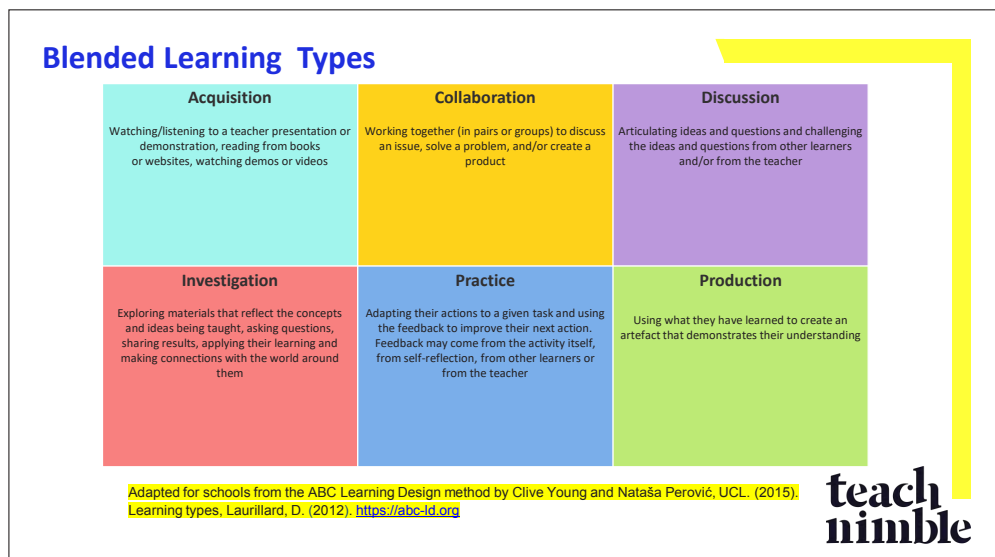 Blended Learning  Types
Acquisition
Watching/listening to a teacher presentation or
demonstration, reading from books
or websites, watching demos or videos
Collaboration
Working together (in pairs or groups) to discuss
an issue, solve a problem, and/or create a
product
Discussion
Articulating ideas and questions and challenging
the ideas and questions from other learners
and/or from the teacher
Investigation
Exploring materials that reflect the concepts
and ideas being taught, asking questions,
sharing results, applying their learning and
making connections with the world around
them
Practice
Adapting their actions to a given task and using
the feedback to improve their next action.
Feedback may come from the activity itself,
from self-reflection, from other learners or
from the teacher
Production
Using what they have learned to create an
artefact that demonstrates their understanding
Adapted for schools from the ABC Learning Design method by Clive Young and Nataša Perović, UCL. (2015).
Learning types, Laurillard, D. (2012). https://abc-ld.org
teach
nimble